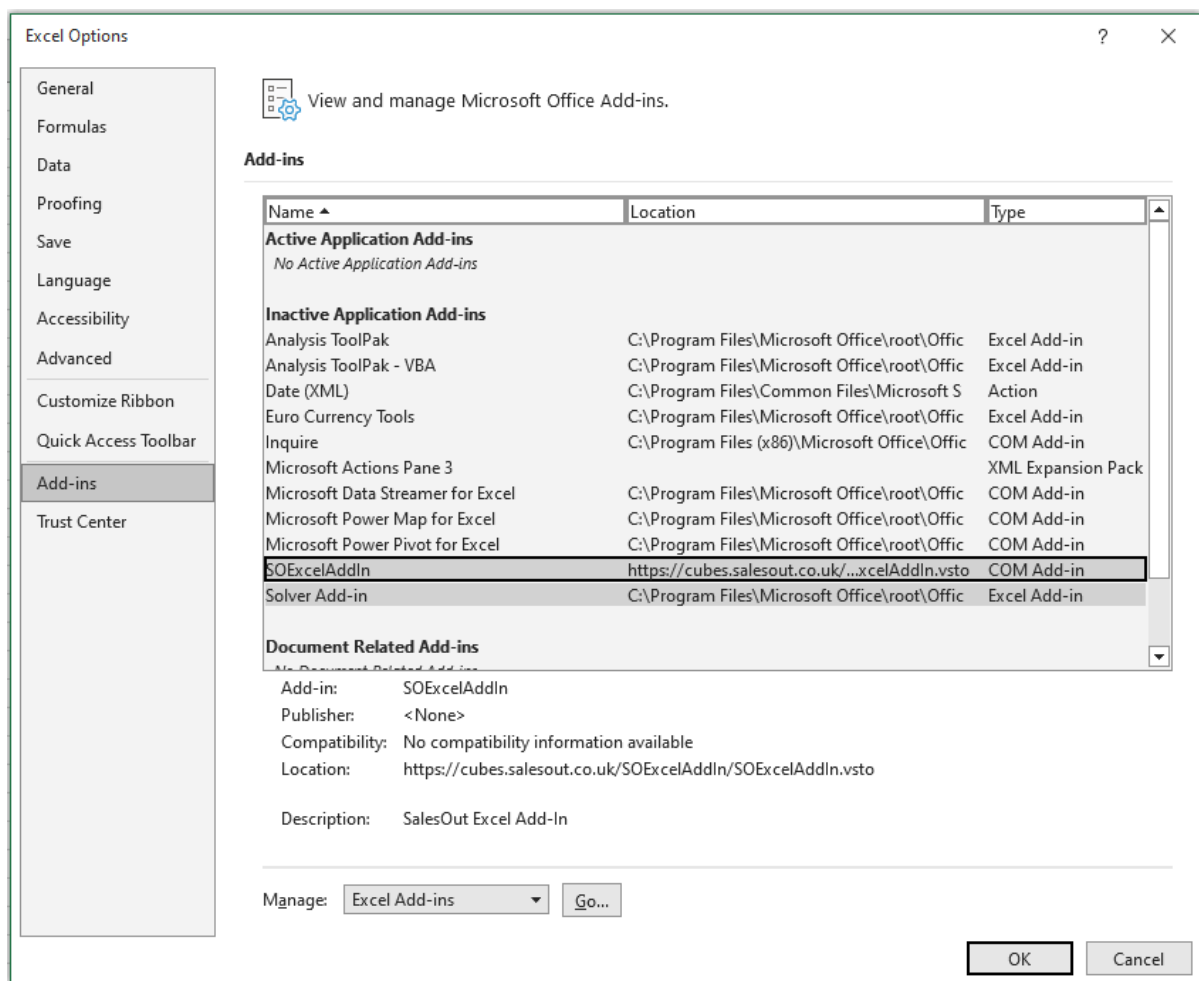 Excel Options ?
General
Formulas
Data
Proofing
Save
Language
Accessibility
Advanced
Customize Ribbon
Quick Access Toolbar
Add-ins
Trust Center
View and manage Microsoft Office Add-ins.
Add-ins
Name Location Type
Active Application Add-ins
No Active Application Add-ins
Inactive Application Add-ins
Analysis ToolPak C:\Program Files\Microsoft Office\root\Offic Excel Add-in
Analysis ToolPak - VBA C:\Program Files\Microsoft Office\root\Offic Excel Add-in
Date (XML) C:\Program Files\Common Files\Microsoft S Action
Euro Currency Tools C:\Program Files\Microsoft Office\root\Offic Excel Add-in
Inquire C:\Program Files (x86)\Microsoft Office\Offic COM Add-in
Microsoft Actions Pane 3 XML Expansion Pack
Microsoft Data Streamer for Excel C:\Program Files\Microsoft Office\root\Offic COM Add-in
Microsoft Power Map for Excel C:\Program Files\Microsoft Office\root\Offic COM Add-in
Microsoft Power Pivot for Excel C:\Program Files\Microsoft Office\root\Offic COM Add-in
SOExcelAddIn https://cubes.salesout.co.uk/...xcelAddIn.vsto COM Add-in
Solver Add-in C:\Program Files\Microsoft Office\root\Offic Excel Add-in
Document Related Add-ins
No Document Related Add-ins
Add-in: SOExcelAddIn
Publisher: <None>
Compatibility: No compatibility information available
Location: https://cubes.salesout.co.uk/SOExcelAddIn/SOExcelAddIn.vsto
Description: SalesOut Excel Add-In
Manage: Excel Add-ins Go...
OK Cancel